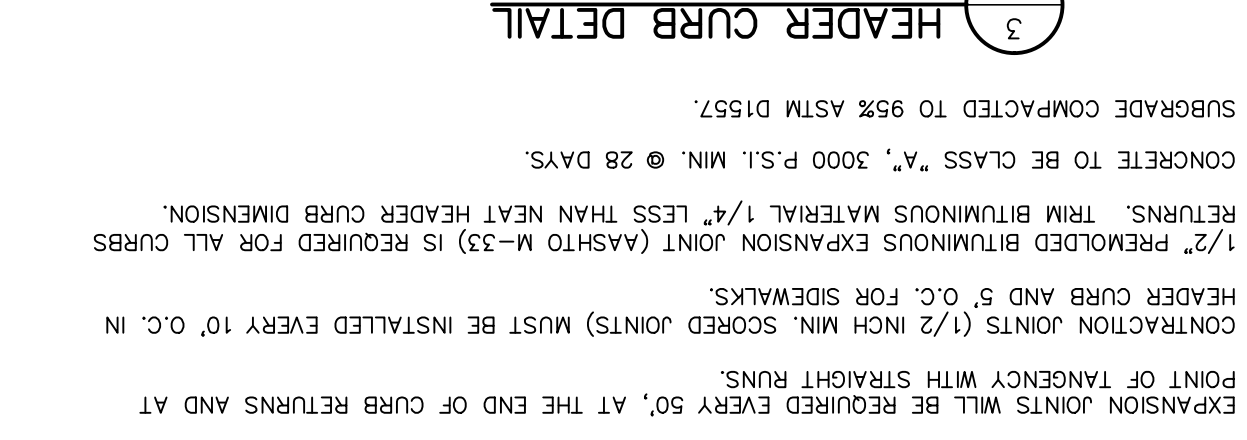 EXPANSION JOINTS WILL BE REQUIRED EVERY 50', AT THE END OF CURB RETURNS AND AT
POINT OF TANGENCY WITH STRAIGHT RUNS.
CONTRACTION JOINTS (1/2 INCH MIN. SCORED JOINTS) MUST BE INSTALLED EVERY 10' O.C. IN
HEADER CURB AND 5' O.C. FOR SIDEWALKS.
1/2" PREMOLDED BITUMINOUS EXPANSION JOINT (AASHTO M-33) IS REQUIRED FOR ALL CURBS
RETURNS. TRIM BITUMINOUS MATERIAL 1/4" LESS THAN NEAT HEADER CURB DIMENSION.
CONCRETE TO BE CLASS "A", 3000 P.S.I. MIN. @ 28 DAYS.
SUBGRADE COMPACTED TO 95% ASTM D1557.
3 HEADER CURB DETAIL